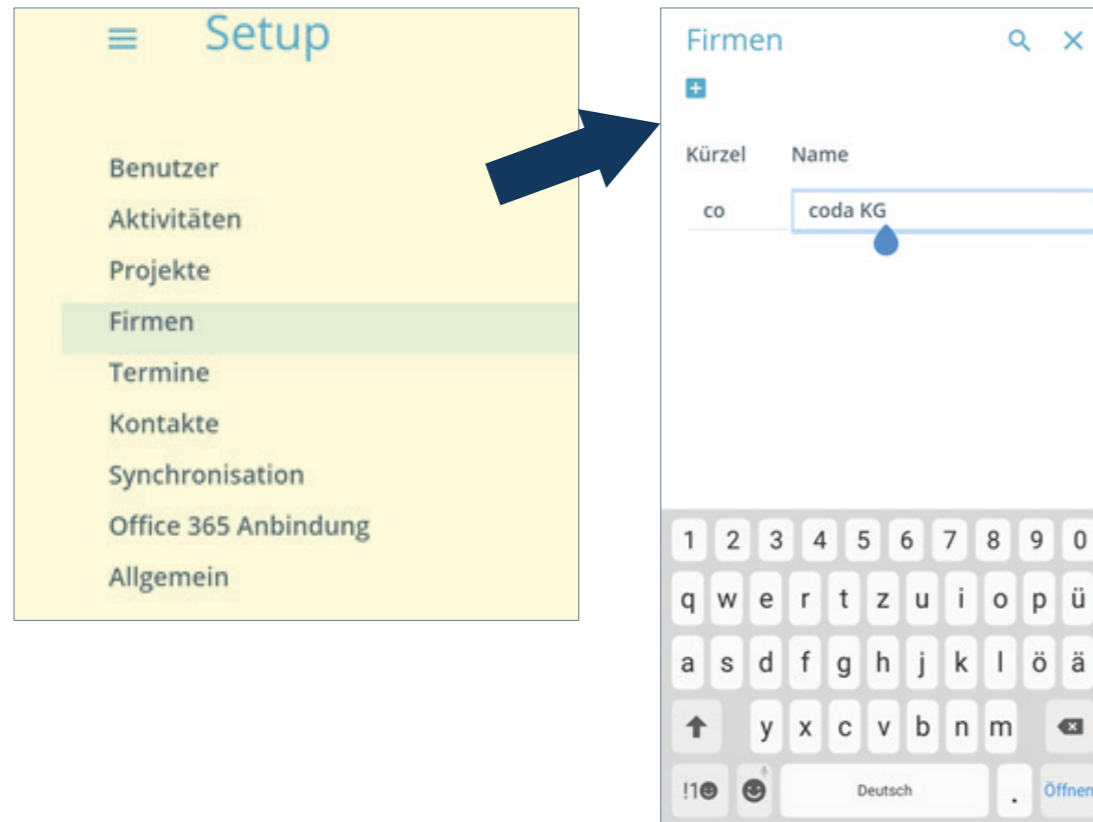 Setup
Benutzer
Aktivitäten
Projekte
Firmen
Termine
Kontakte
Synchronisation
Office 365 Anbindung
Allgemein
Firmen
Kürzel Name
co coda KG
1 2 3 4 5 6 7 8 9 0
q w e r t z u i o p ü
a s d f g h j k l ö ä
y x c v b n m
!1 Deutsch . Öffnen